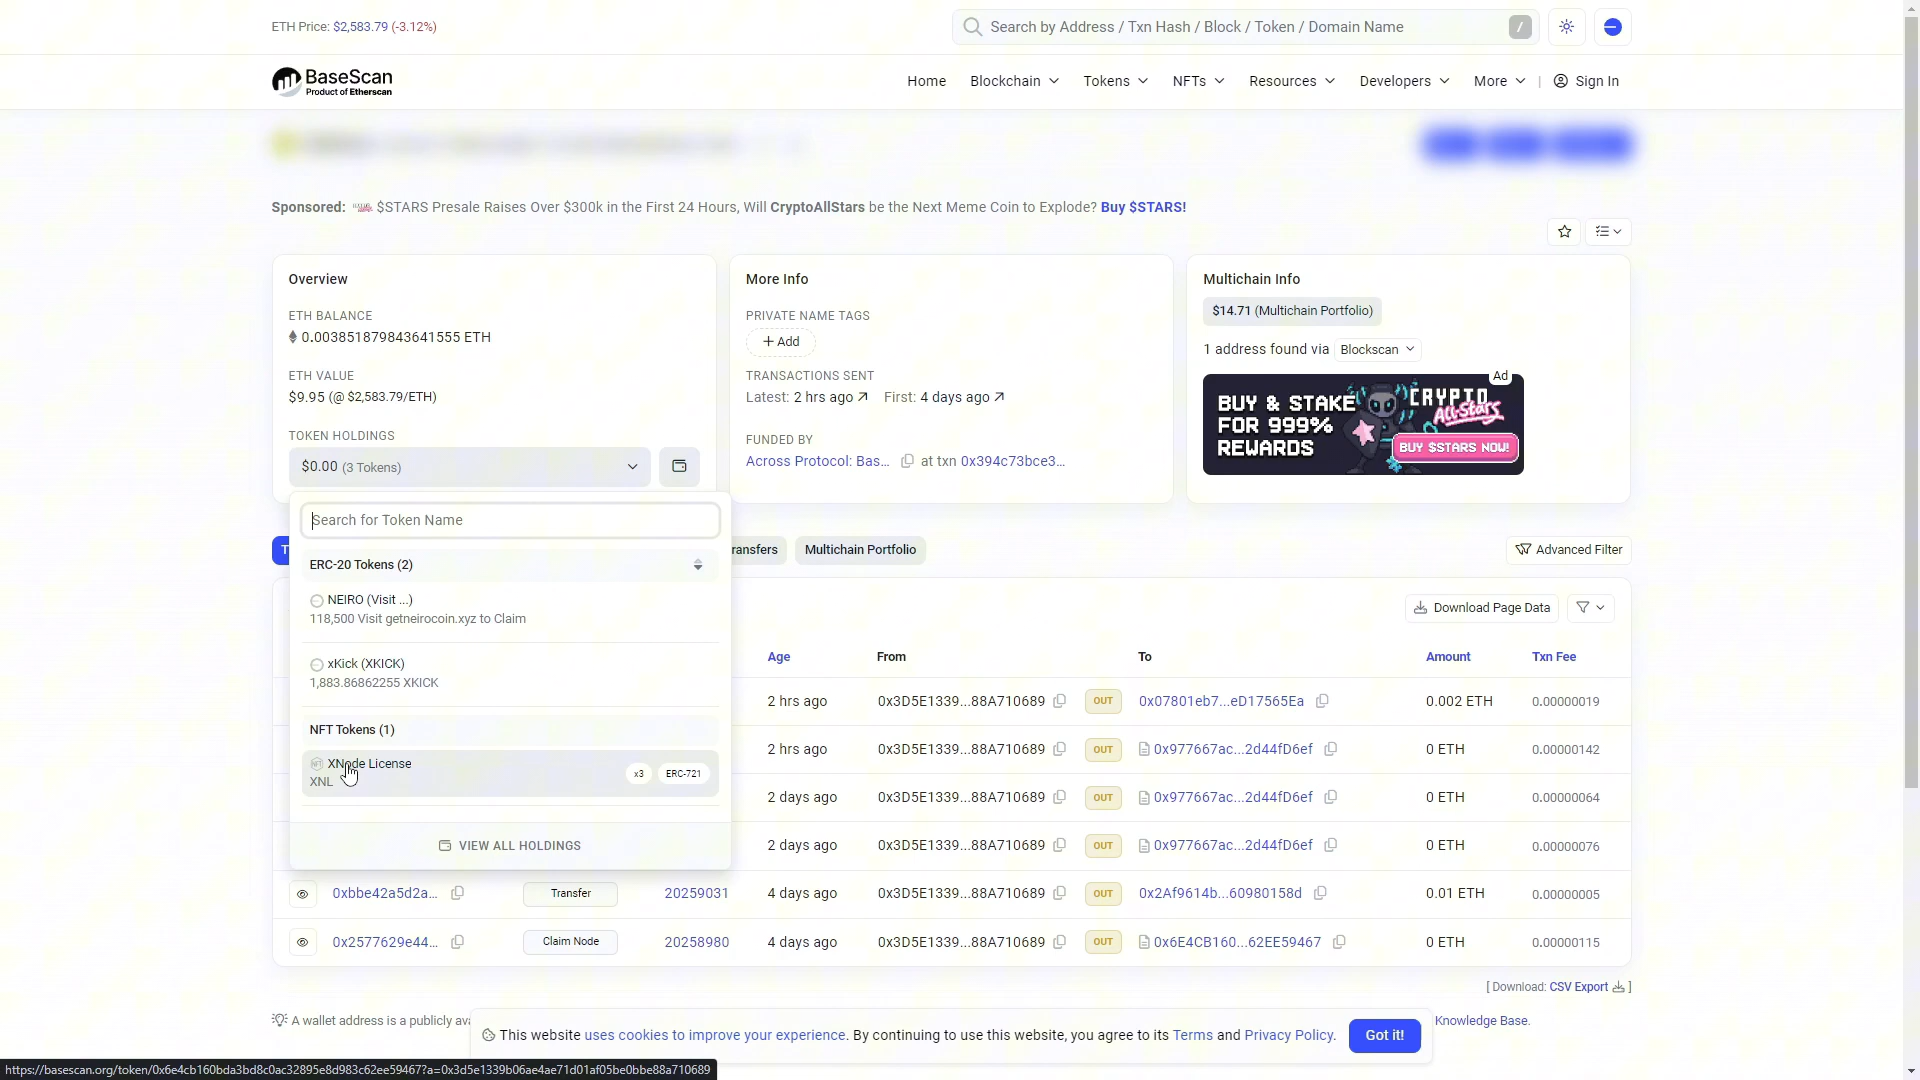 ETH Price: $2,583.79 (-3.12%)
Search by Address / Txn Hash / Block / Token / Domain Name
/
BaseScan
Product of Etherscan
Home
Blockchain
Tokens
NFTs
Resources
Developers
More
|
Sign In
Sponsored: $STARS Presale Raises Over $300k in the First 24 Hours, Will CryptoAllStars be the Next Meme Coin to Explode? Buy $STARS!
Overview
ETH BALANCE
0.003851879843641555 ETH
ETH VALUE
$9.95 (@ $2,583.79/ETH)
TOKEN HOLDINGS
$0.00 (3 Tokens)
More Info
PRIVATE NAME TAGS
+ Add
TRANSACTIONS SENT
Latest: 2 hrs ago First: 4 days ago
FUNDED BY
Across Protocol: Bas... at txn 0x394c73bce3...
Multichain Info
$14.71 (Multichain Portfolio)
1 address found via Blockscan
Ad
BUY & STAKE
FOR 999%
REWARDS
CRYPTO
All-Stars
BUY $STARS NOW!
Search for Token Name
ERC-20 Tokens (2)
NEIRO (Visit ...)
118,500 Visit getneirocoin.xyz to Claim
xKick (XKICK)
1,883.86862255 XKICK
NFT Tokens (1)
XNode License
XNL
x3
ERC-721
VIEW ALL HOLDINGS
T
ransfers
Multichain Portfolio
Advanced Filter
Download Page Data
Age From To Amount Txn Fee
2 hrs ago 0x3D5E1339...88A710689 OUT 0x07801eb7...eD17565Ea 0.002 ETH 0.00000019
2 hrs ago 0x3D5E1339...88A710689 OUT 0x977667ac...2d44fD6ef 0 ETH 0.00000142
2 days ago 0x3D5E1339...88A710689 OUT 0x977667ac...2d44fD6ef 0 ETH 0.00000064
2 days ago 0x3D5E1339...88A710689 OUT 0x977667ac...2d44fD6ef 0 ETH 0.00000076
0xbbe42a5d2a... Transfer 20259031 4 days ago 0x3D5E1339...88A710689 OUT 0x2Af9614b...60980158d 0.01 ETH 0.00000005
0x2577629e44... Claim Node 20258980 4 days ago 0x3D5E1339...88A710689 OUT 0x6E4CB160...62EE59467 0 ETH 0.00000115
[ Download: CSV Export ]
A wallet address is a publicly ava
Knowledge Base.
This website uses cookies to improve your experience. By continuing to use this website, you agree to its Terms and Privacy Policy.
Got it!
https://basescan.org/token/0x6e4cb160bda3bd8c0ac32895e8d983c62ee59467?a=0x3d5e1339b06ae4ae71d01af05be0bbe88a710689